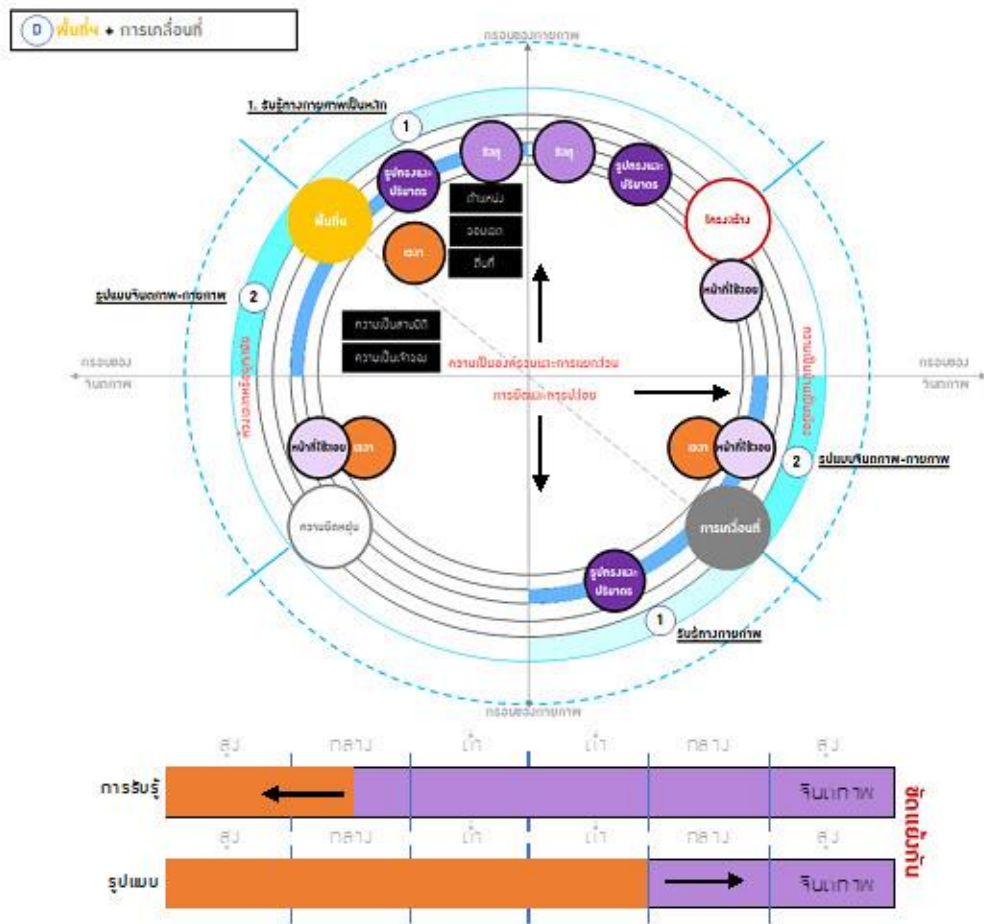 D พื้นที่ฯ + การเคลื่อนที่
กรอบของกายภาพ
1. รับรู้ทางกายภาพเป็นหลัก
1
วัสดุ
วัสดุ
รูปทรงและ
ปริมาตร
รูปทรงและ
ปริมาตร
พื้นที่ฯ
โครงสร้าง
ตำแหน่ง
ขอบเขต
ถิ่นที่
เวลา
หน้าที่ใช้สอย
รูปแบบจินตภาพ-กายภาพ
2
ความเป็นสามมิติ
ความเป็นเจ้าของ
กรอบของ
จินตภาพ
ความเป็นองค์รวมและการแยกส่วน
การยึดและการปล่อย
กรอบของ
จินตภาพ
หน้าที่ใช้สอย
เวลา
เวลา
หน้าที่ใช้สอย
2
รูปแบบจินตภาพ-กายภาพ
ความยืดหยุ่น
การเคลื่อนที่
รูปทรงและ
ปริมาตร
1
รับรู้ทางกายภาพ
กรอบของกายภาพ
สูง กลาง ต่ำ ต่ำ กลาง สูง
การรับรู้
จินตภาพ
สูง กลาง ต่ำ ต่ำ กลาง สูง
รูปแบบ
จินตภาพ
ขัดแย้งกัน